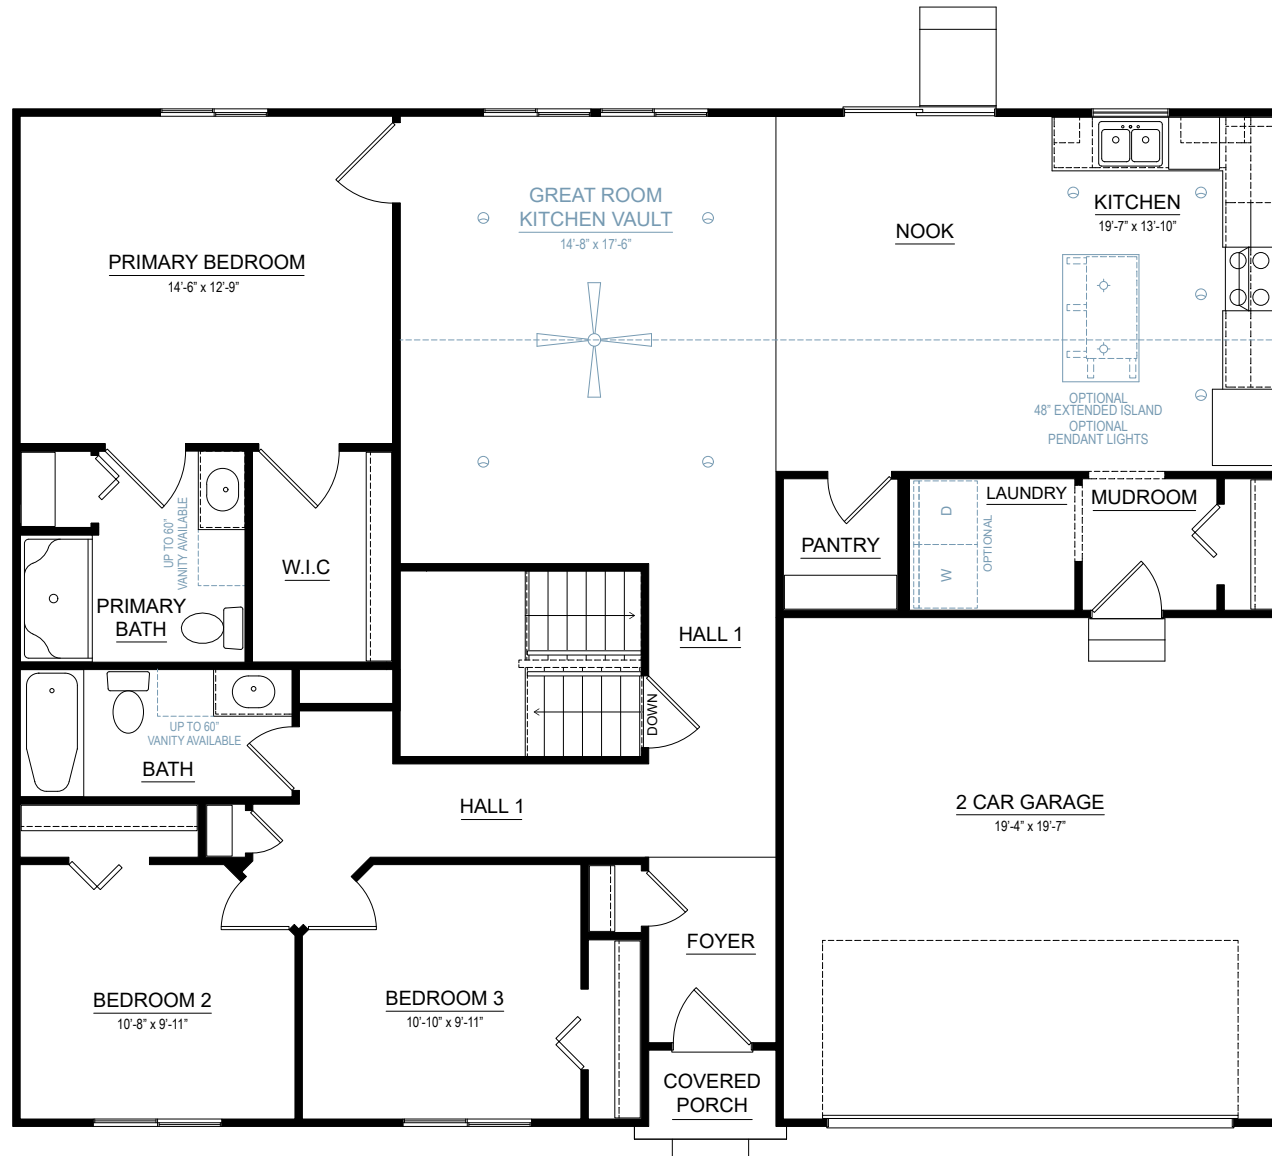 GREAT ROOM
KITCHEN VAULT
14'-8" x 17'-6"
KITCHEN
19'-7" x 13'-10"
NOOK
PRIMARY BEDROOM
14'-6" x 12'-9"
OPTIONAL
48" EXTENDED ISLAND
OPTIONAL
PENDANT LIGHTS
UP TO 60"
VANITY AVAILABLE
W.I.C
PRIMARY
BATH
PANTRY
D
W
OPTIONAL
LAUNDRY
MUDROOM
HALL 1
DOWN
UP TO 60"
VANITY AVAILABLE
BATH
HALL 1
2 CAR GARAGE
19'-4" x 19'-7"
FOYER
BEDROOM 2
10'-8" x 9'-11"
BEDROOM 3
10'-10" x 9'-11"
COVERED
PORCH